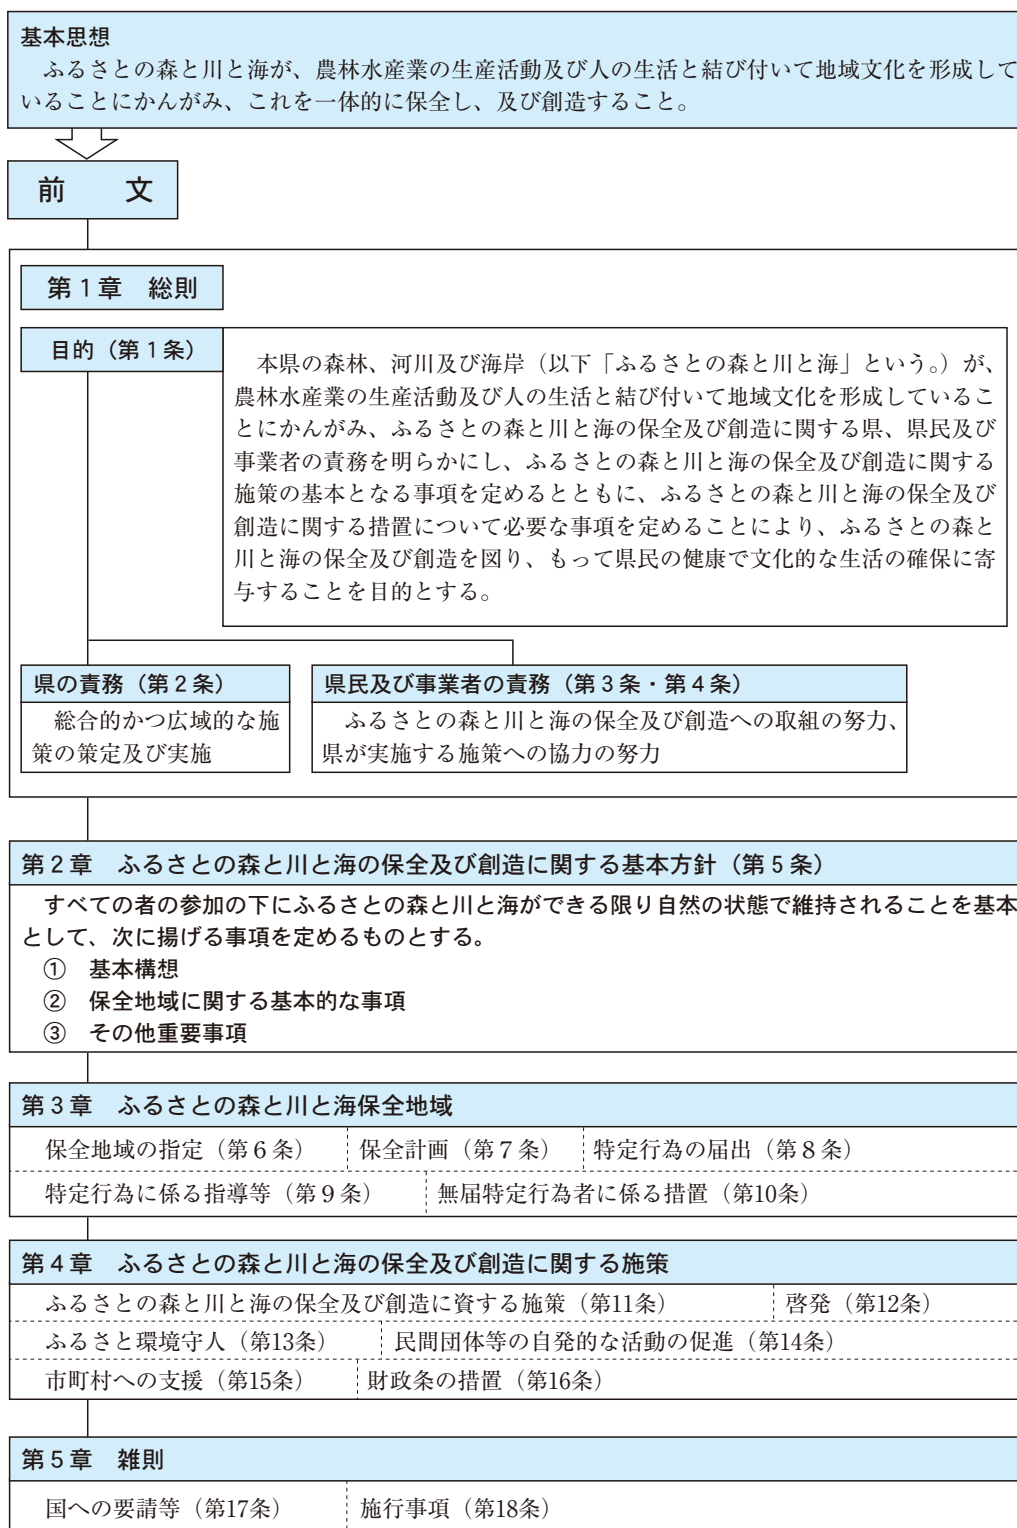 基本思想
ふるさとの森と川と海が、農林水産業の生産活動及び人の生活と結び付いて地域文化を形成して
いることにかんがみ、これを一体的に保全し、及び創造すること。
前　文
第1章　総則
目的（第1条）
本県の森林、河川及び海岸（以下「ふるさとの森と川と海」という。）が、
農林水産業の生産活動及び人の生活と結び付いて地域文化を形成しているこ
とにかんがみ、ふるさとの森と川と海の保全及び創造に関する県、県民及び
事業者の責務を明らかにし、ふるさとの森と川と海の保全及び創造に関する
施策の基本となる事項を定めるとともに、ふるさとの森と川と海の保全及び
創造に関する措置について必要な事項を定めることにより、ふるさとの森と
川と海の保全及び創造を図り、もって県民の健康で文化的な生活の確保に寄
与することを目的とする。
県の責務（第2条）
総合的かつ広域的な施
策の策定及び実施
県民及び事業者の責務（第3条・第4条）
ふるさとの森と川と海の保全及び創造への取組の努力、
県が実施する施策への協力の努力
第2章　ふるさとの森と川と海の保全及び創造に関する基本方針（第5条）
すべての者の参加の下にふるさとの森と川と海ができる限り自然の状態で維持されることを基本
として、次に揚げる事項を定めるものとする。
①　基本構想
②　保全地域に関する基本的な事項
③　その他重要事項
第3章　ふるさとの森と川と海保全地域
保全地域の指定（第6条）　保全計画（第7条）　特定行為の届出（第8条）
特定行為に係る指導等（第9条）　無届特定行為者に係る措置（第10条）
第4章　ふるさとの森と川と海の保全及び創造に関する施策
ふるさとの森と川と海の保全及び創造に資する施策（第11条）　啓発（第12条）
ふるさと環境守人（第13条）　民間団体等の自発的な活動の促進（第14条）
市町村への支援（第15条）　財政条の措置（第16条）
第5章　雑則
国への要請等（第17条）　施行事項（第18条）